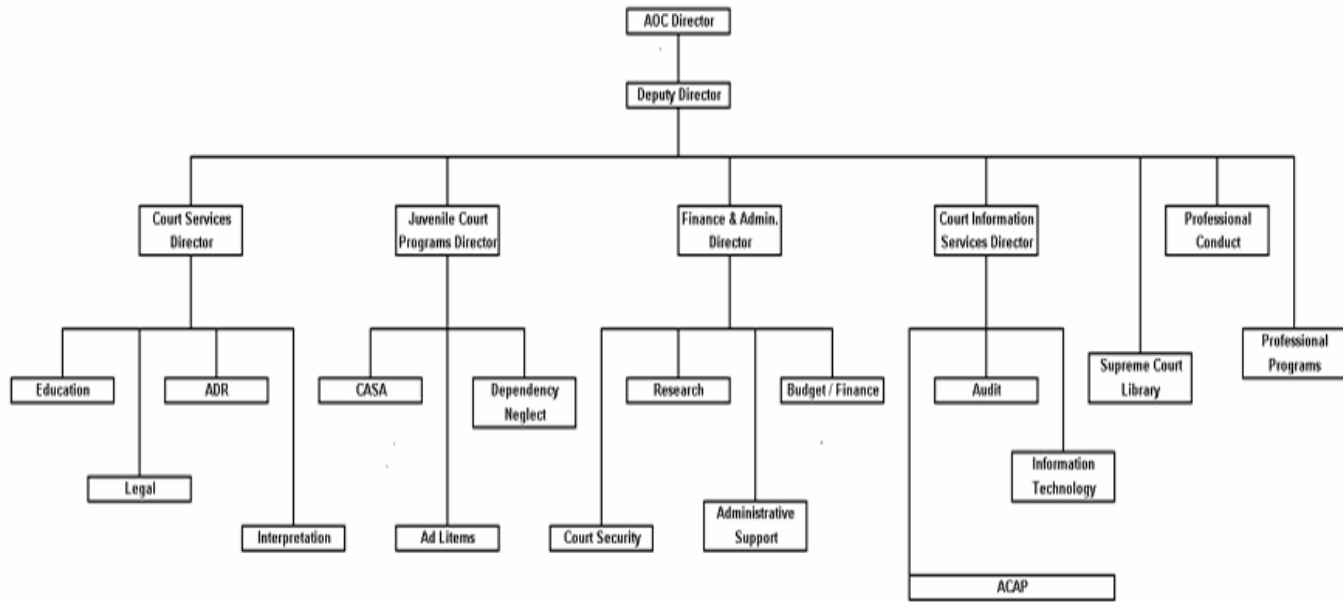 AOC Director
Deputy Director
Court Services
Director
Juvenile Court
Programs Director
Finance & Admin.
Director
Court Information
Services Director
Professional
Conduct
Professional
Programs
Supreme Court
Library
Education
ADR
CASA
Dependency
Neglect
Research
Budget / Finance
Audit
Legal
Information
Technology
Interpretation
Ad Litems
Court Security
Administrative
Support
ACAP